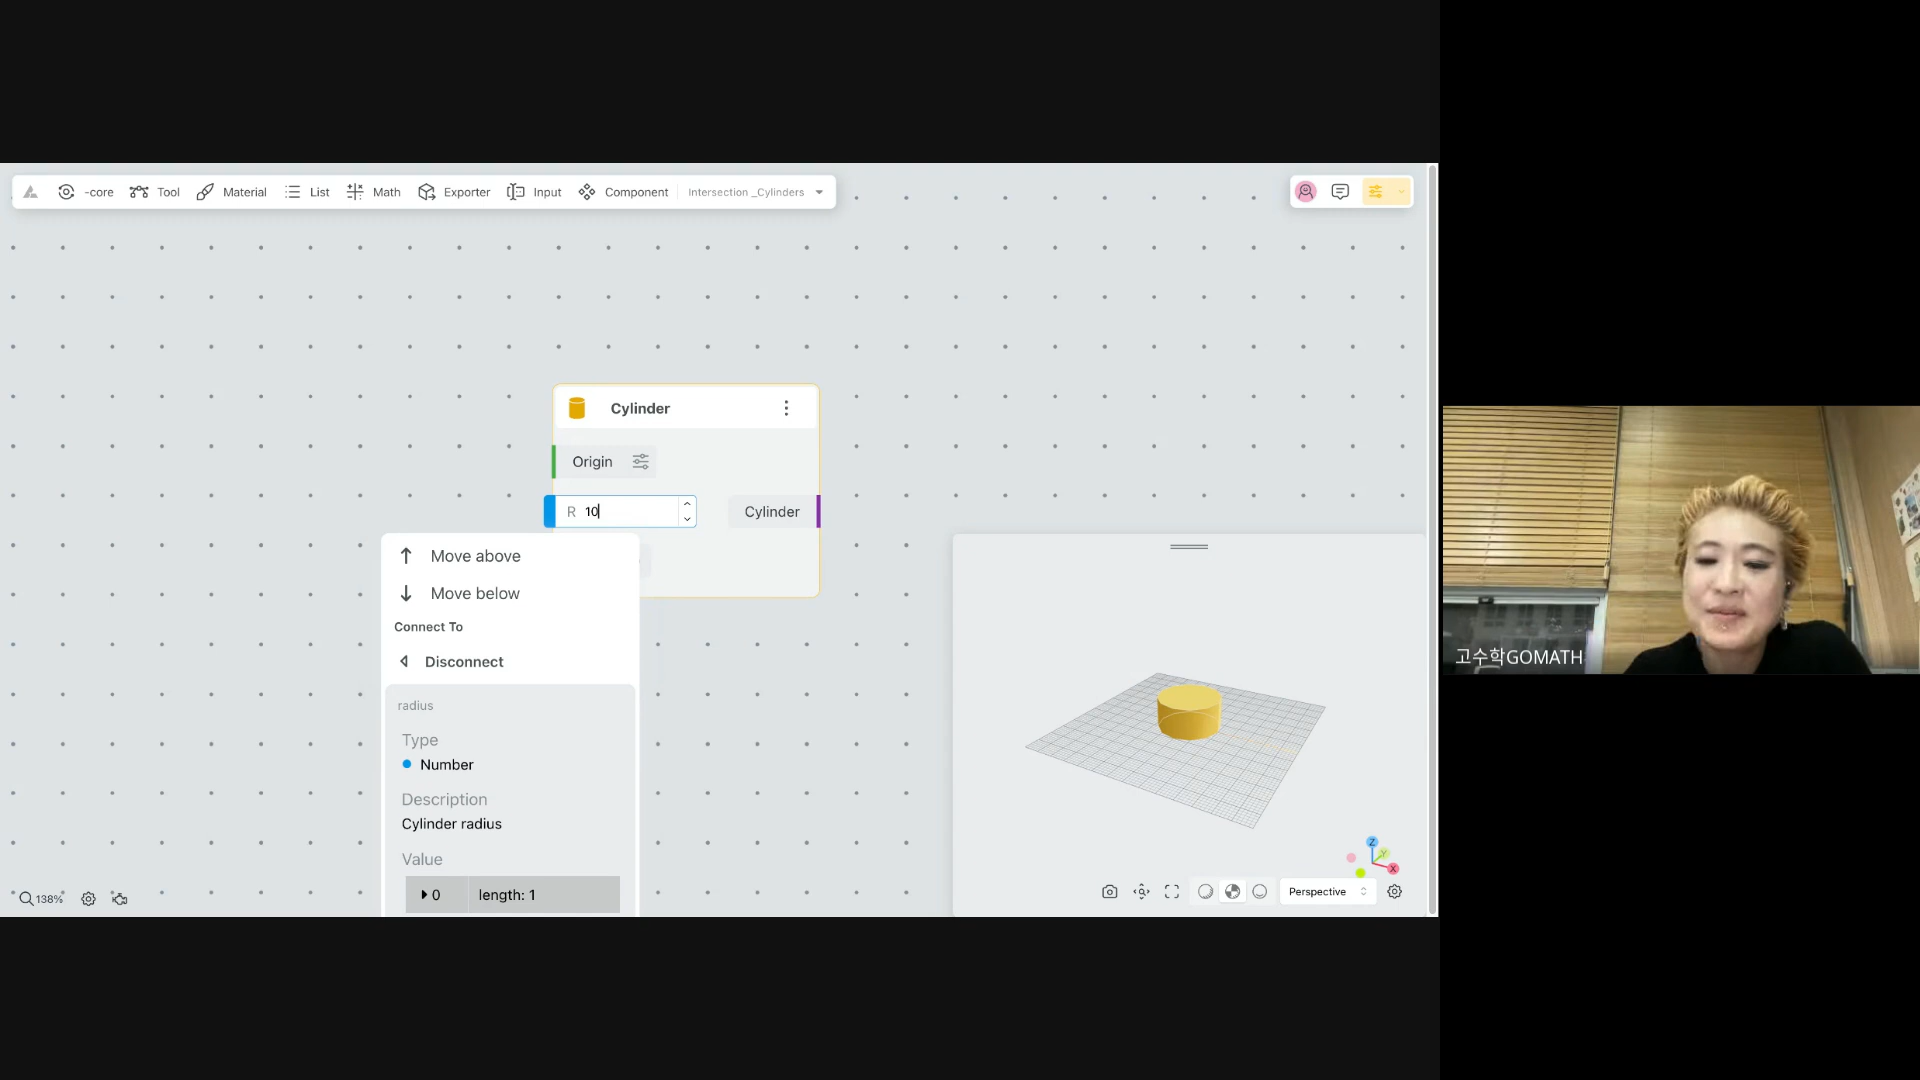 -core Tool Material List Math Exporter Input Component Intersection _Cylinders
Cylinder
Origin
R 10
Cylinder
Move above
Move below
Connect To
Disconnect
radius
Type
Number
Description
Cylinder radius
Value
0 length: 1
138%
Z
Y
X
Perspective
고수학GOMATH